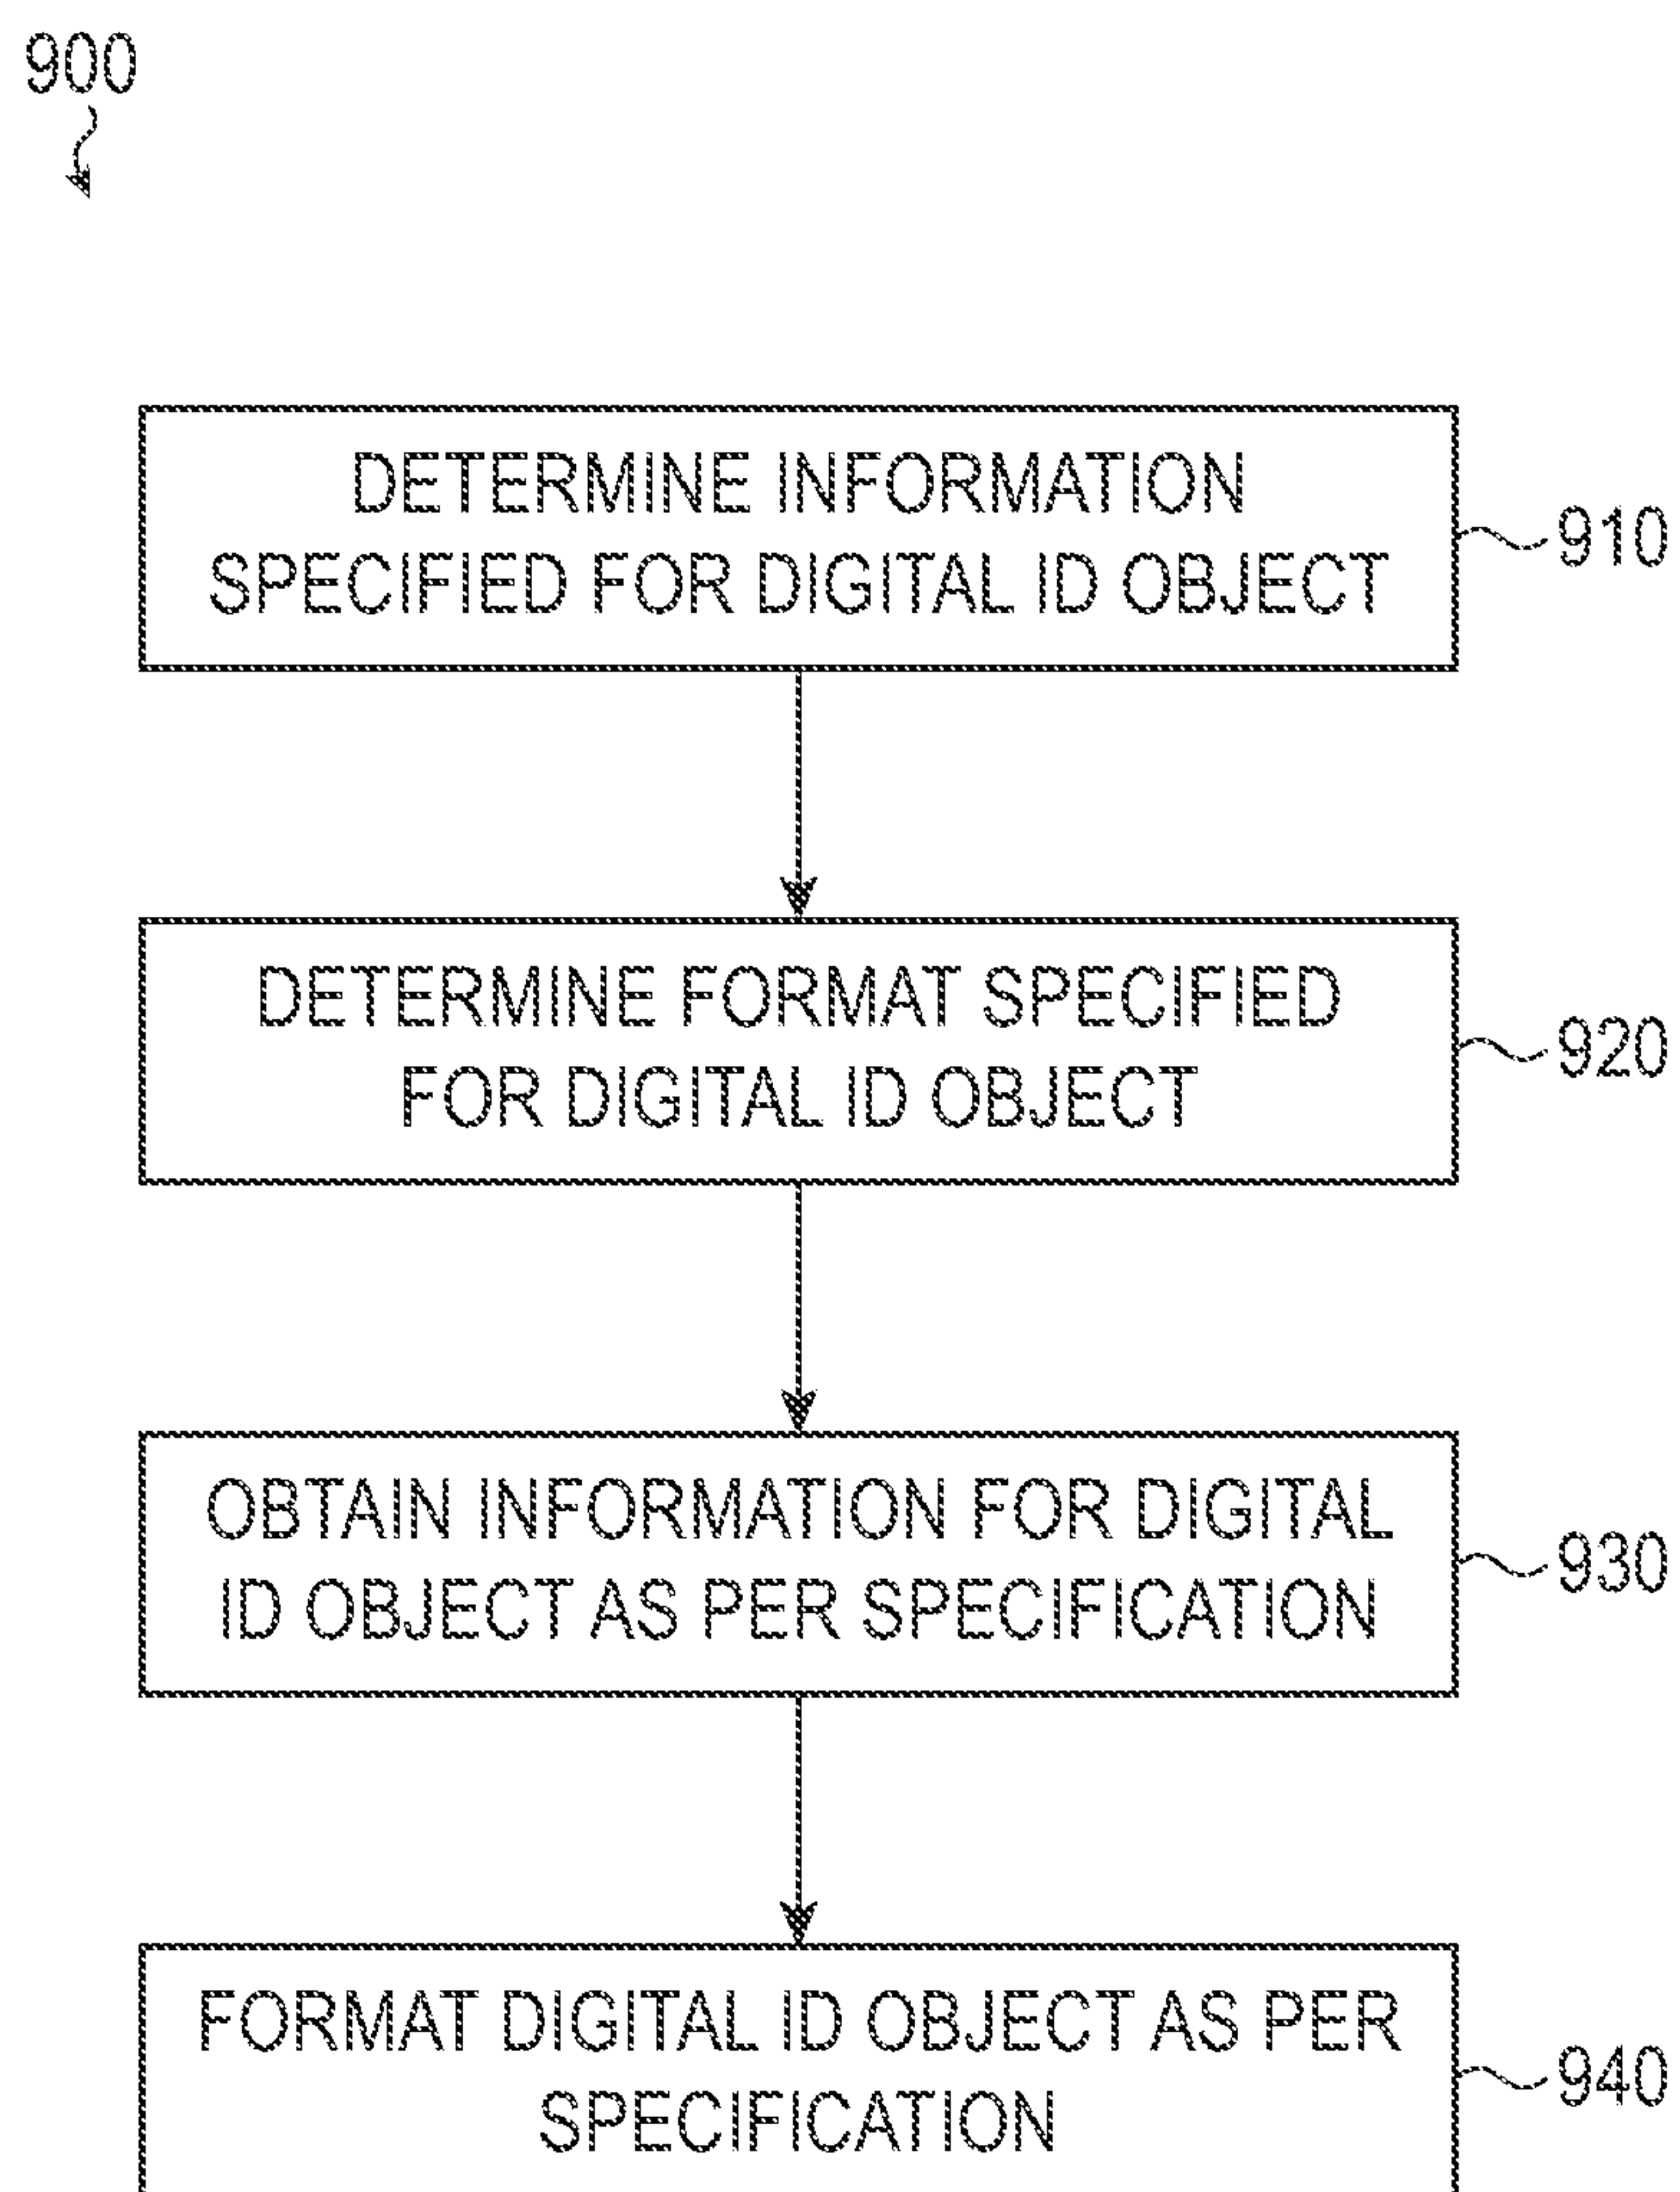 900
DETERMINE INFORMATION
SPECIFIED FOR DIGITAL ID OBJECT
910
DETERMINE FORMAT SPECIFIED
FOR DIGITAL ID OBJECT
920
OBTAIN INFORMATION FOR DIGITAL
ID OBJECT AS PER SPECIFICATION
930
FORMAT DIGITAL ID OBJECT AS PER
SPECIFICATION
940